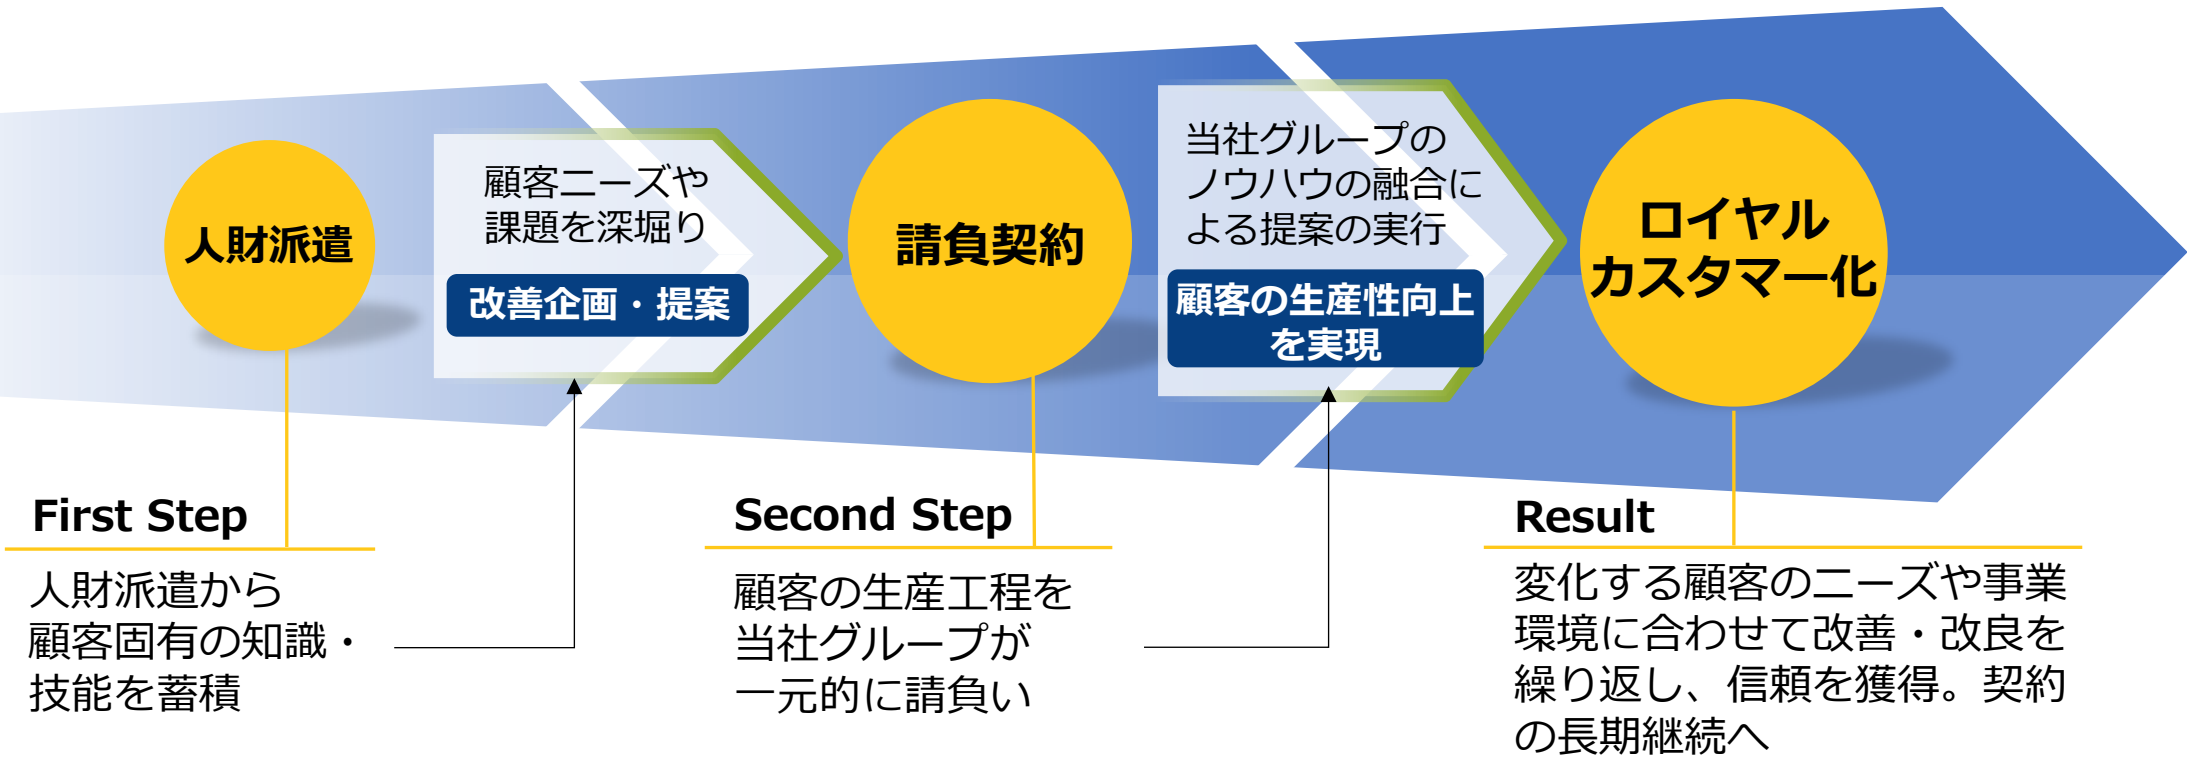 人財派遣
顧客ニーズや
課題を深堀り
改善企画・提案
請負契約
当社グループの
ノウハウの融合に
よる提案の実行
顧客の生産性向上
を実現
ロイヤル
カスタマー化
First Step
人財派遣から
顧客固有の知識・
技能を蓄積
Second Step
顧客の生産工程を
当社グループが
一元的に請負い
Result
変化する顧客のニーズや事業
環境に合わせて改善・改良を
繰り返し、信頼を獲得。契約
の長期継続へ